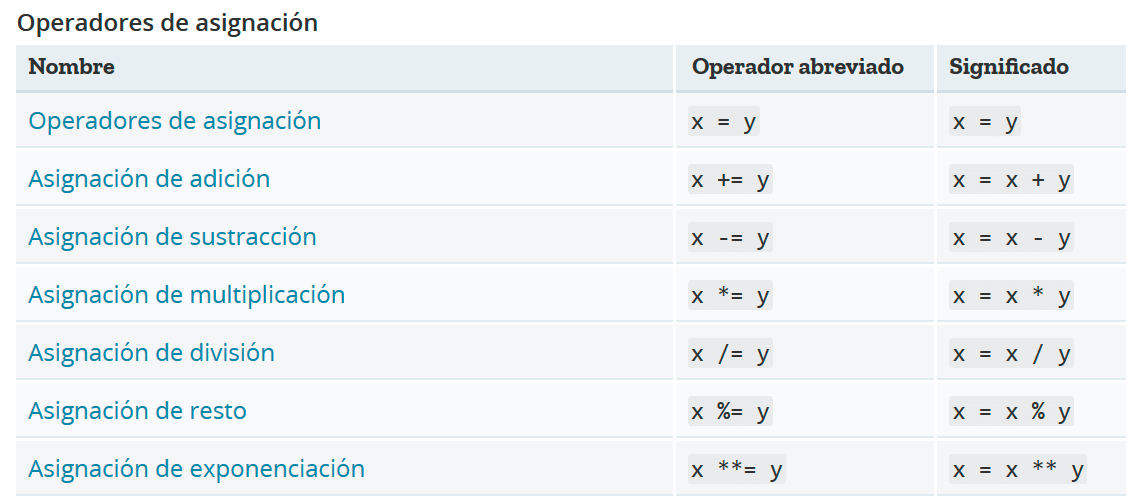 Operadores de asignación
Nombre Operador abreviado Significado
Operadores de asignación x = y x = y
Asignación de adición x += y x = x + y
Asignación de sustracción x -= y x = x - y
Asignación de multiplicación x *= y x = x * y
Asignación de división x /= y x = x / y
Asignación de resto x %= y x = x % y
Asignación de exponenciación x **= y x = x ** y